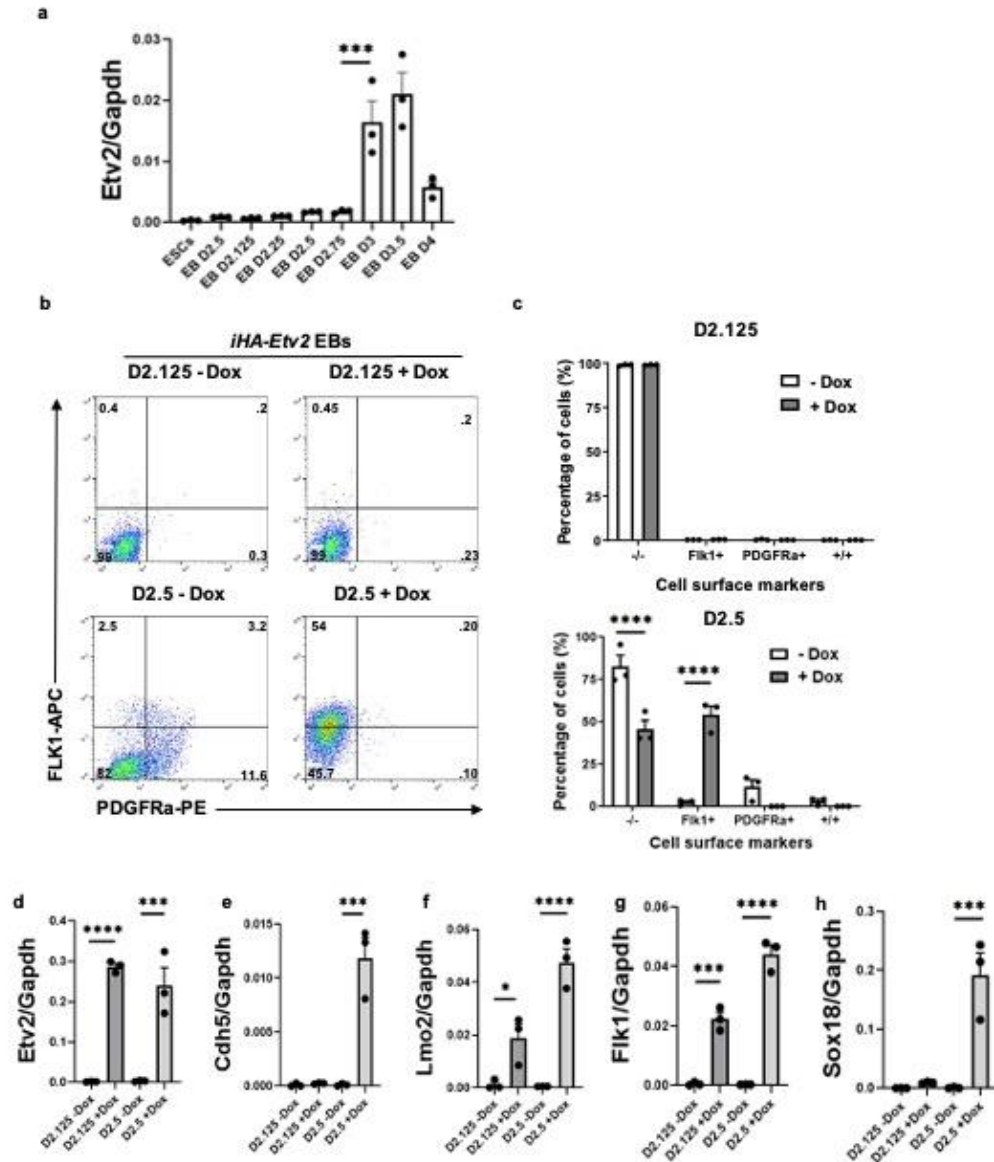 a
0.03
0.02
0.01
0.00
Etv2/Gapdh
***
ESCs
EB D2.5
EB D2.125
EB D2.25
EB D2.5
EB D2.75
EB D3
EB D3.5
EB D4
b
iHA-Etv2 EBs
D2.125 - Dox
D2.125 + Dox
0.4
.2
99
0.3
0.45
.2
99
.23
D2.5 - Dox
D2.5 + Dox
2.5
3.2
82
11.6
54
.20
45.7
.10
FLK1-APC
PDGFRa-PE
c
D2.125
Percentage of cells (%)
100
75
50
25
0
- Dox
+ Dox
-/-
Flk1+
PDGFRa+
+/+
Cell surface markers
D2.5
Percentage of cells (%)
100
75
50
25
0
****
****
- Dox
+ Dox
-/-
Flk1+
PDGFRa+
+/+
Cell surface markers
d
Etv2/Gapdh
0.4
0.3
0.2
0.1
0.0
****
***
D2.125 -Dox
D2.125 +Dox
D2.5 -Dox
D2.5 +Dox
e
Cdh5/Gapdh
0.015
0.010
0.005
0.000
***
D2.125 -Dox
D2.125 +Dox
D2.5 -Dox
D2.5 +Dox
f
Lmo2/Gapdh
0.06
0.04
0.02
0.00
*
****
D2.125 -Dox
D2.125 +Dox
D2.5 -Dox
D2.5 +Dox
g
Flk1/Gapdh
0.06
0.04
0.02
0.00
***
****
D2.125 -Dox
D2.125 +Dox
D2.5 -Dox
D2.5 +Dox
h
Sox18/Gapdh
0.3
0.2
0.1
0.0
***
D2.125 -Dox
D2.125 +Dox
D2.5 -Dox
D2.5 +Dox